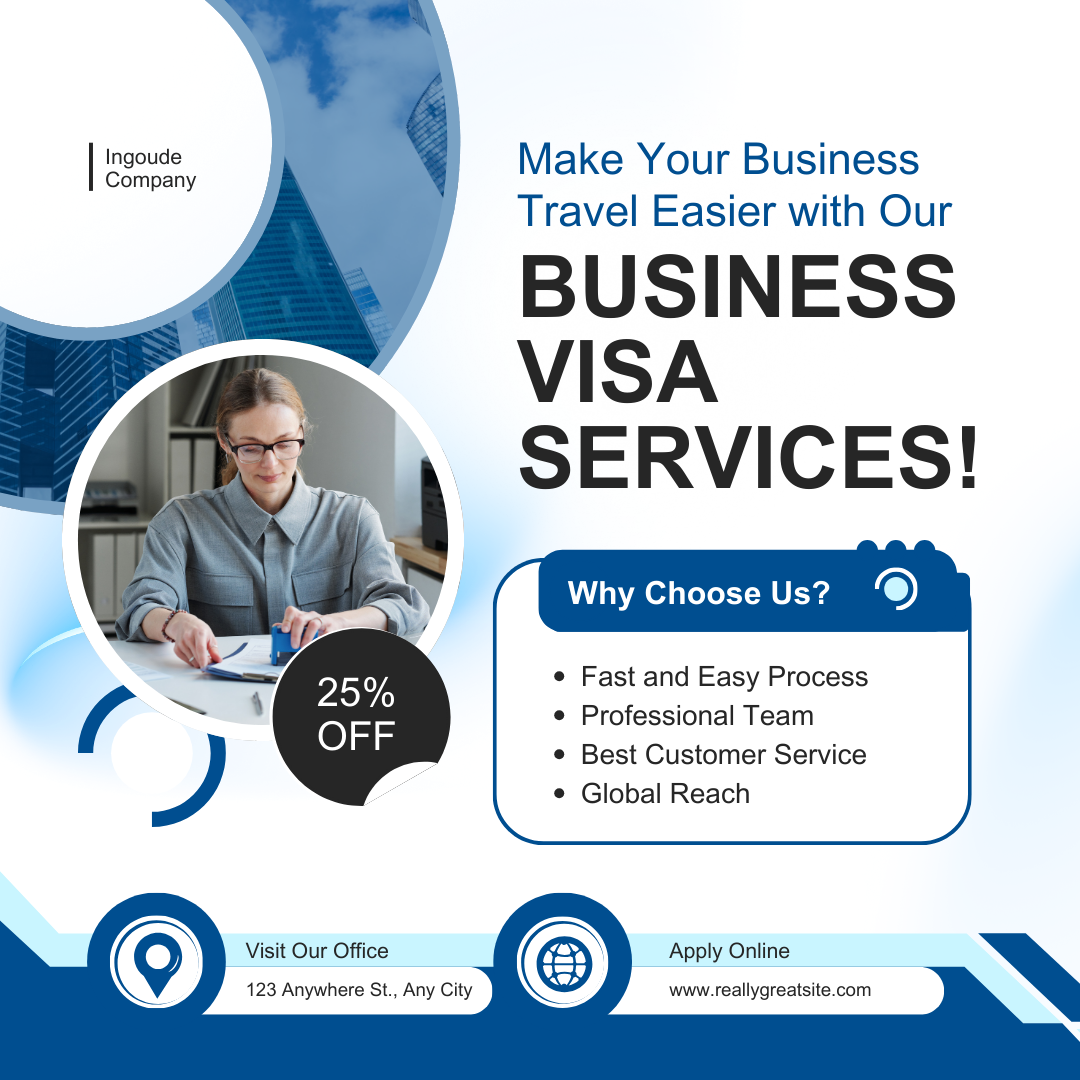 Ingoude
Company
Make Your Business
Travel Easier with Our
BUSINESS
VISA
SERVICES!
25%
OFF
Why Choose Us?
• Fast and Easy Process
• Professional Team
• Best Customer Service
• Global Reach
Visit Our Office
123 Anywhere St., Any City
Apply Online
www.reallygreatsite.com